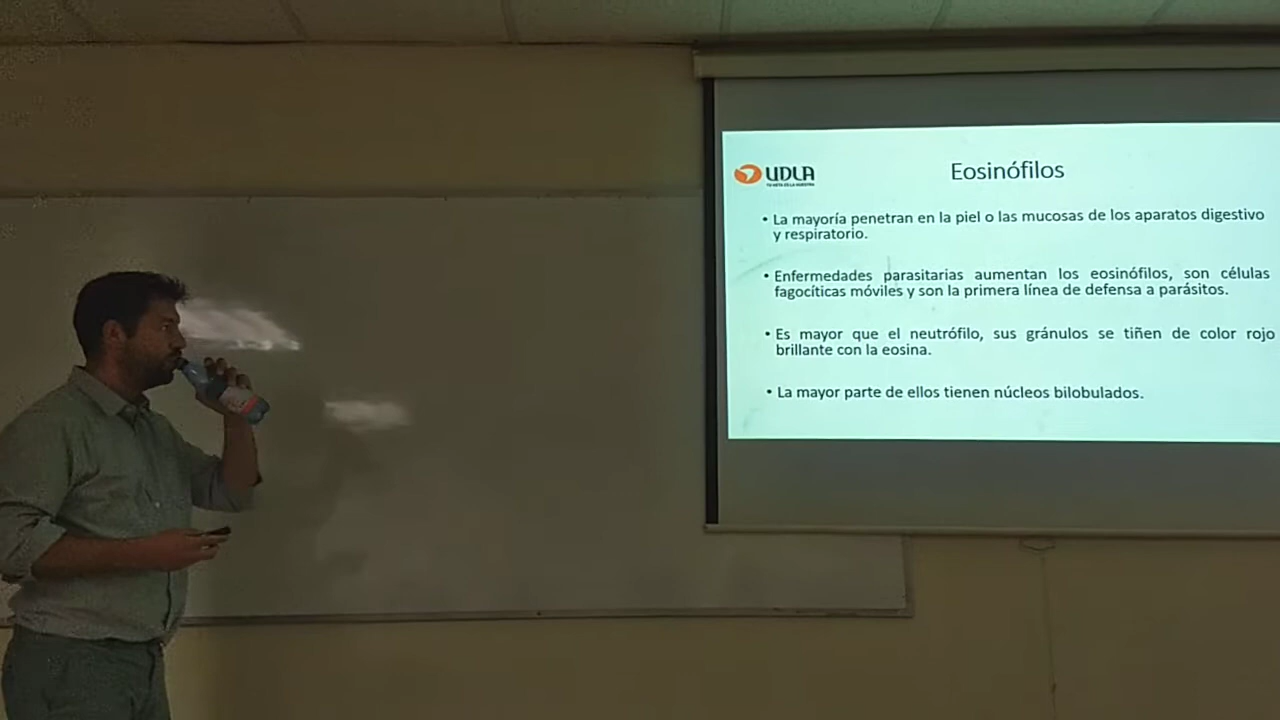 UDLA
Eosinófilos
• La mayoría penetran en la piel o las mucosas de los aparatos digestivo
y respiratorio.
• Enfermedades parasitarias aumentan los eosinófilos, son células
fagocíticas móviles y son la primera línea de defensa a parásitos.
• Es mayor que el neutrófilo, sus gránulos se tiñen de color rojo
brillante con la eosina.
• La mayor parte de ellos tienen núcleos bilobulados.